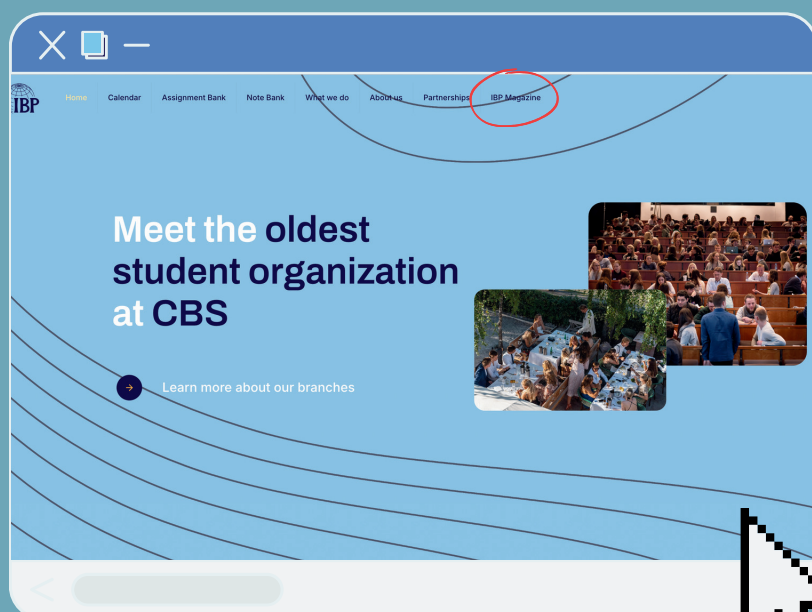 IBP
Home Calendar Assignment Bank Note Bank What we do About us Partnerships IBP Magazine
Meet the oldest
student organization
at CBS
Learn more about our branches